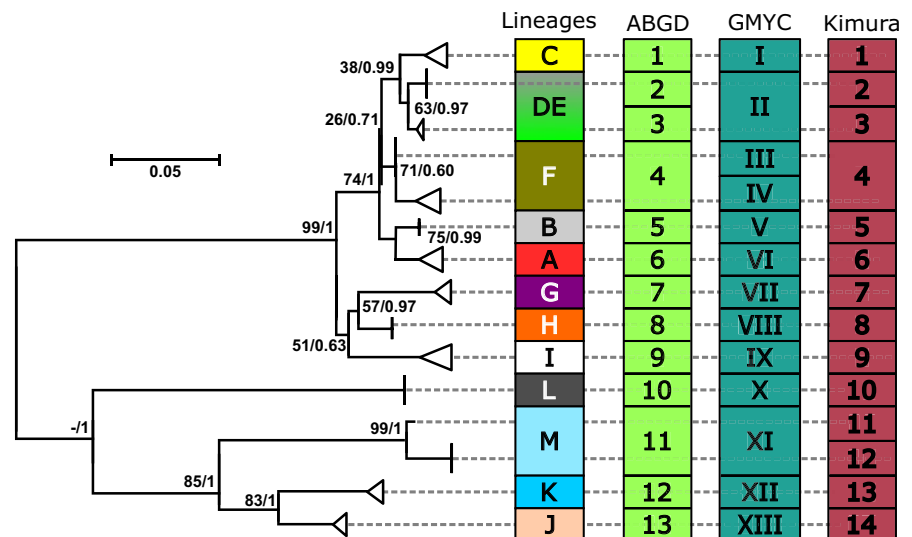 Lineages ABGD GMYC Kimura
C 1 I 1
38/0.99
DE 2 II 2
63/0.97
3 3
26/0.71
F 4 III 4
71/0.60
IV
74/1
B 5 V 5
99/1
75/0.99
A 6 VI 6
G 7 VII 7
57/0.97
H 8 VIII 8
51/0.63
I 9 IX 9
L 10 X 10
-/1
99/1
M 11 XI 11
12
85/1
K 12 XII 13
83/1
J 13 XIII 14
0.05